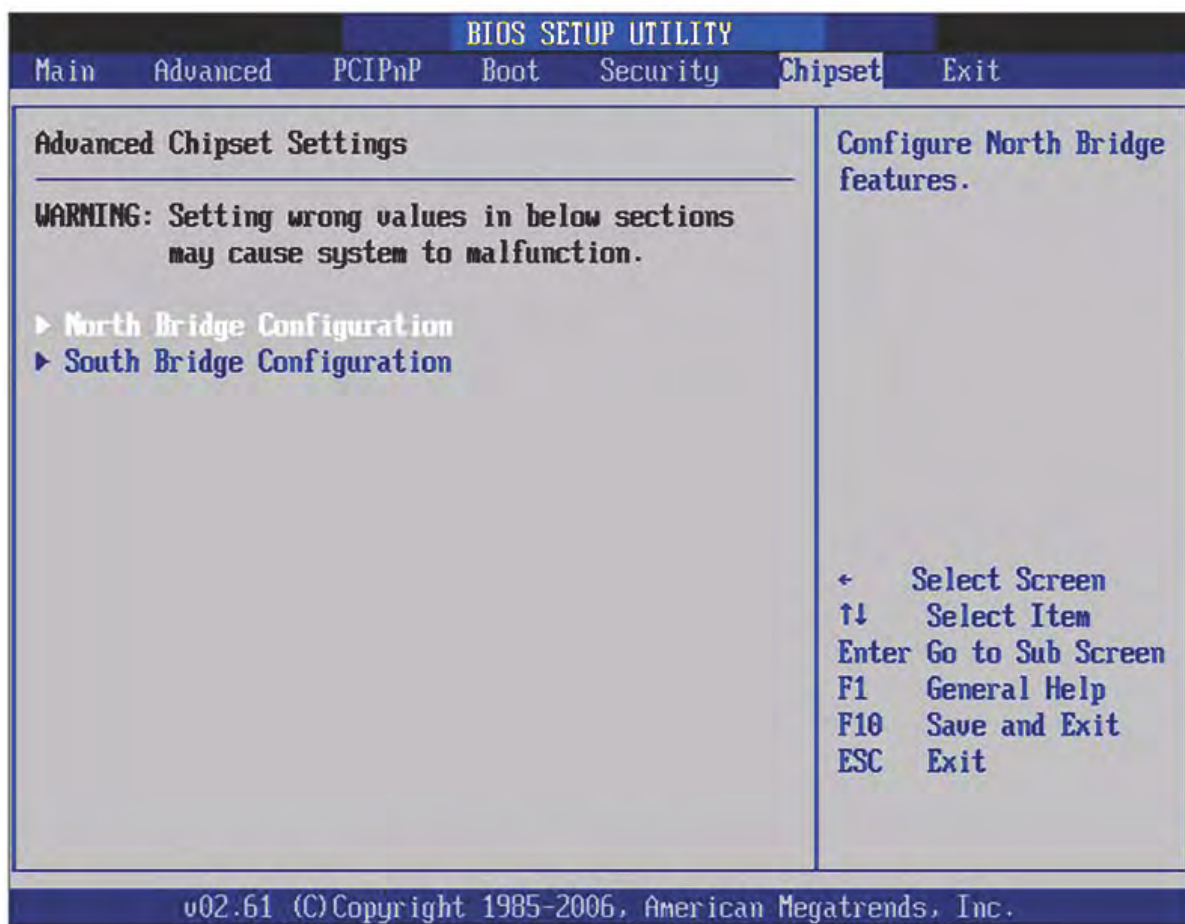 BIOS SETUP UTILITY
Main Advanced PCIPnP Boot Security Chipset Exit
Advanced Chipset Settings
WARNING: Setting wrong values in below sections
may cause system to malfunction.
▶ North Bridge Configuration
▶ South Bridge Configuration
Configure North Bridge
features.
← Select Screen
↑↓ Select Item
Enter Go to Sub Screen
F1 General Help
F10 Save and Exit
ESC Exit
v02.61 (C)Copyright 1985-2006, American Megatrends, Inc.